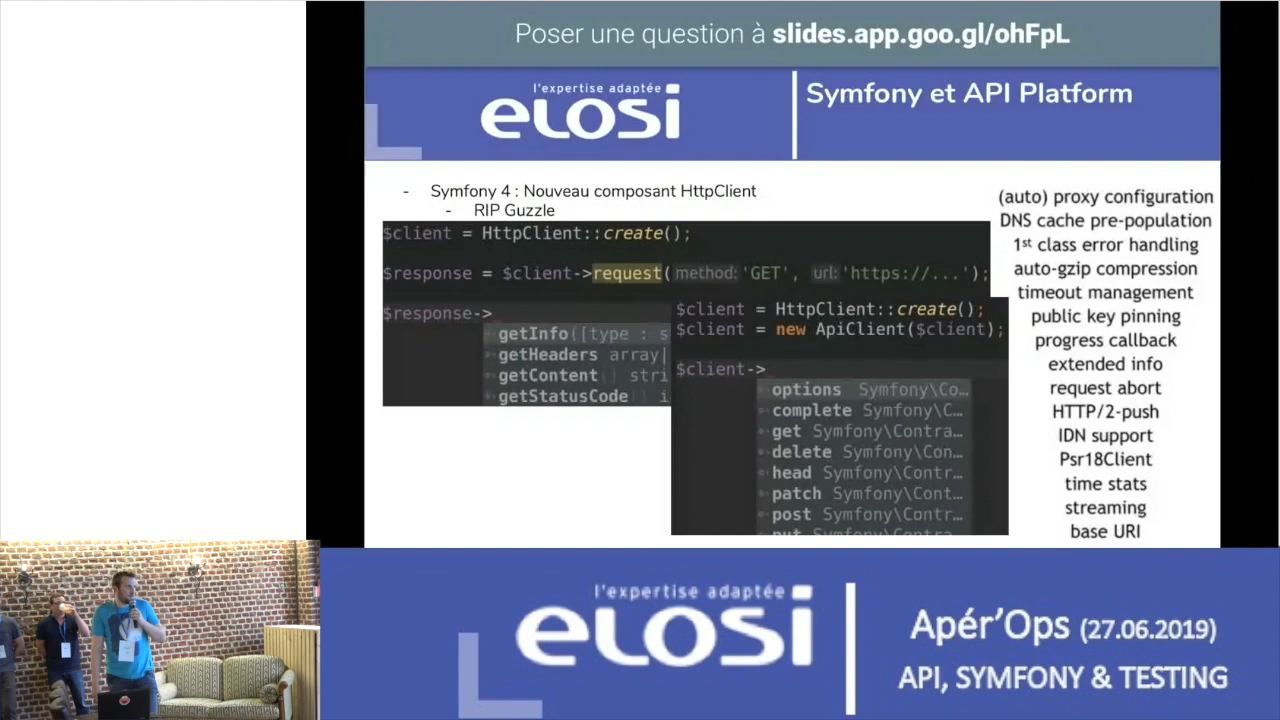 Poser une question à slides.app.goo.gl/ohFpL
l'expertise adaptée
eLOSi
Symfony et API Platform
- Symfony 4 : Nouveau composant HttpClient
- RIP Guzzle
$client = HttpClient::create();
$response = $client->request(method: 'GET', url: 'https://...');
$response->
getInfo([type : s
getHeaders array|
getContent() stri
getStatusCode() i
$client = HttpClient::create();
$client = new ApiClient($client);
$client->
options Symfony\Co…
complete Symfony\C…
get Symfony\Contra…
delete Symfony\Con…
head Symfony\Contr…
patch Symfony\Cont…
post Symfony\Contr…
put Symfony\Contra…
(auto) proxy configuration
DNS cache pre-population
1st class error handling
auto-gzip compression
timeout management
public key pinning
progress callback
extended info
request abort
HTTP/2-push
IDN support
Psr18Client
time stats
streaming
base URI
l'expertise adaptée
eLOSi
Apér'Ops (27.06.2019)
API, SYMFONY & TESTING